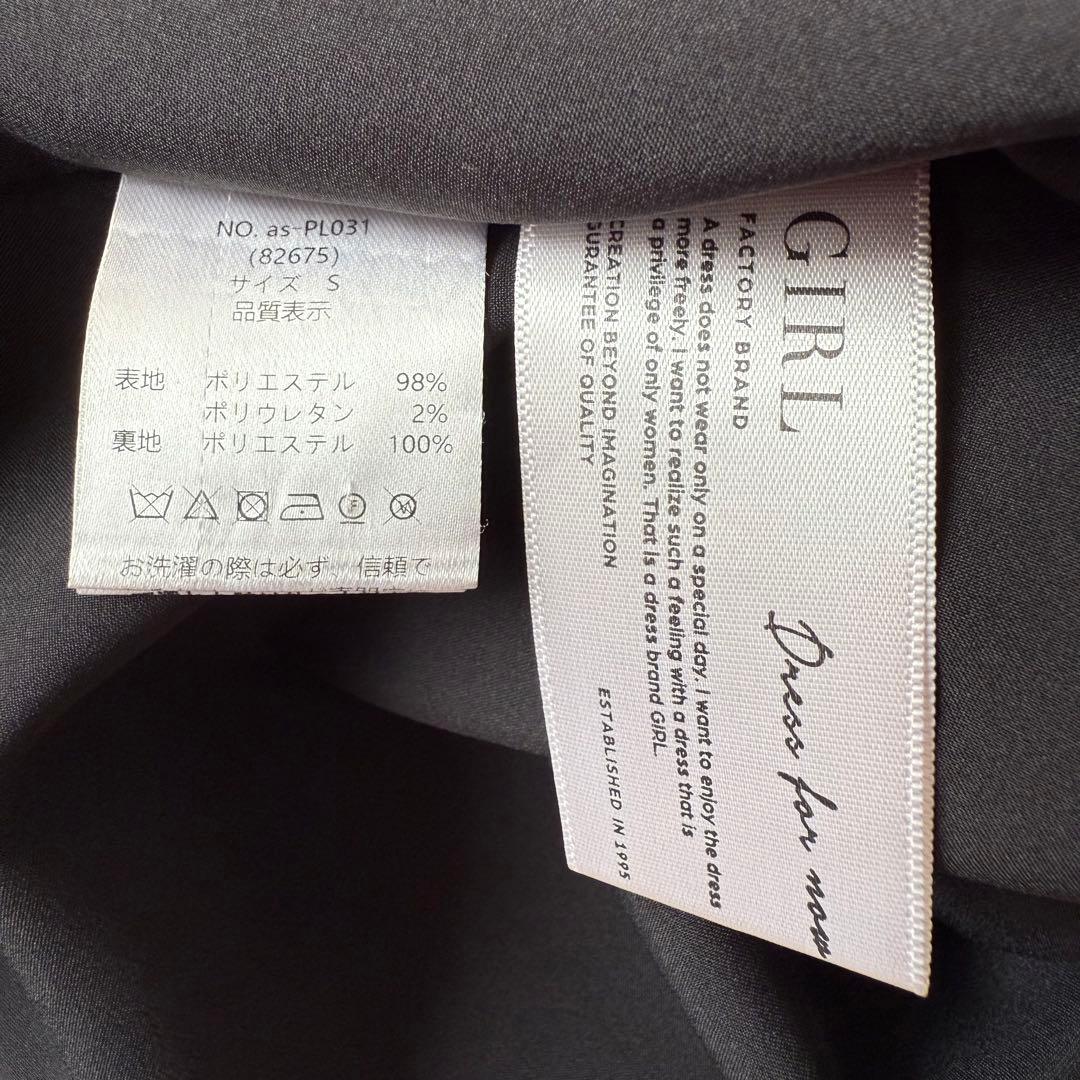 NO. as-PL031
(82675)
サイズ S
品質表示
表地 ポリエステル 98%
ポリウレタン 2%
裏地 ポリエステル 100%
お洗濯の際は必ず、信頼で
GIRL
FACTORY BRAND
A dress does not wear only on a special day. I want to enjoy the dress
more freely. I want to realize such a feeling with a dress that is
a privilege of only women. That is a dress brand GIRL.
CREATION BEYOND IMAGINATION
GURANTEE OF QUALITY
ESTABLISHED IN 1995
Dress for now